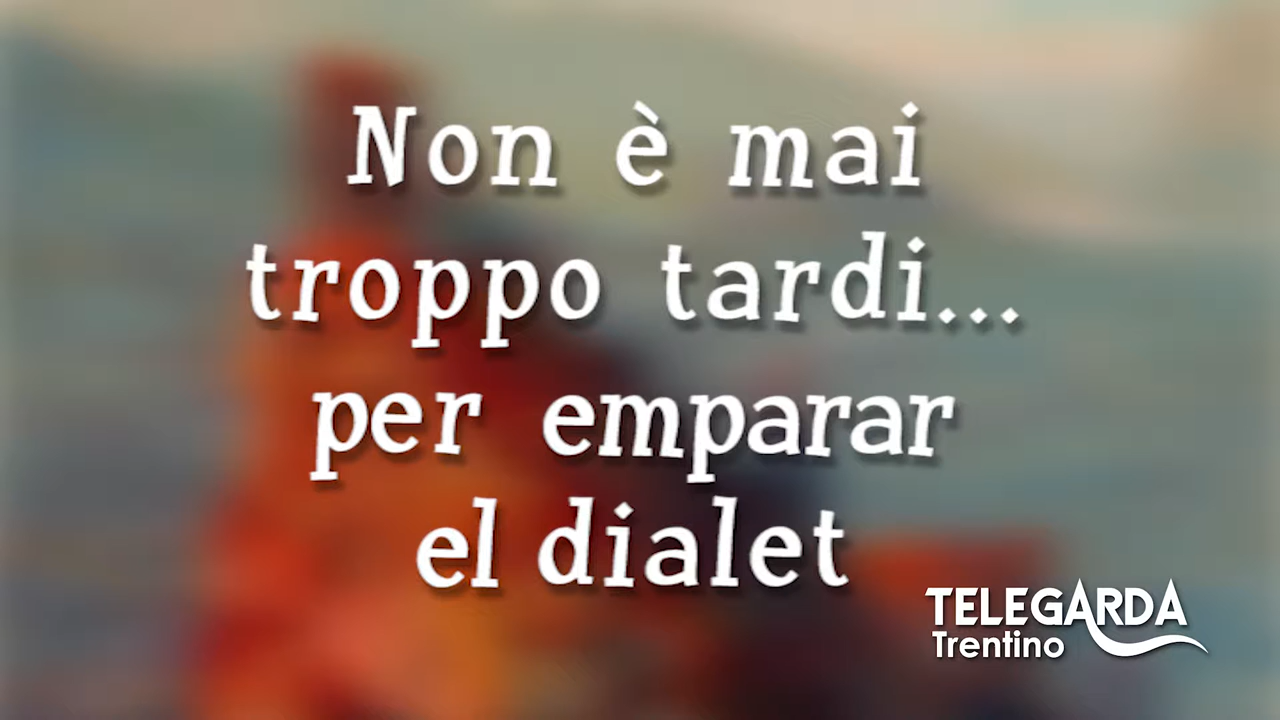 Non è mai
troppo tardi...
per emparar
el dialet
TELEGARDA
Trentino